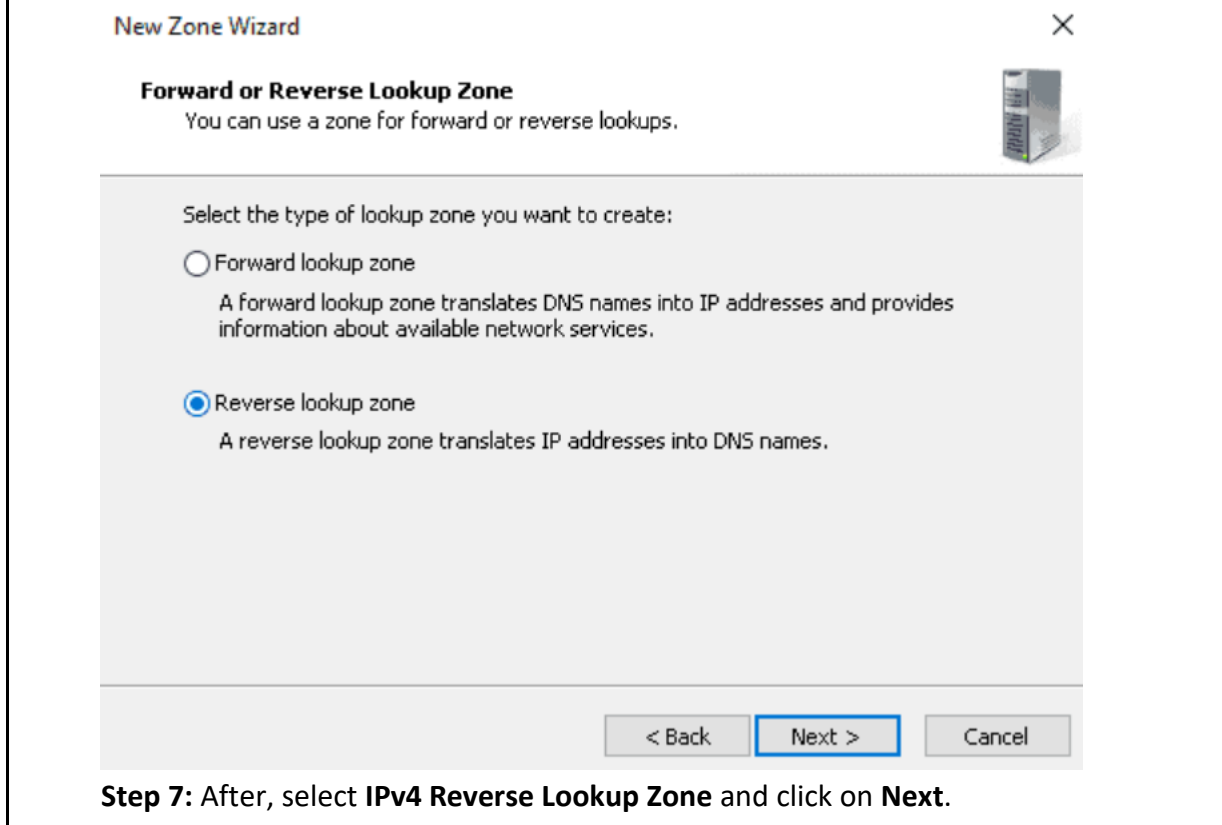 New Zone Wizard
Forward or Reverse Lookup Zone
You can use a zone for forward or reverse lookups.
Select the type of lookup zone you want to create:
Forward lookup zone
A forward lookup zone translates DNS names into IP addresses and provides
information about available network services.
Reverse lookup zone
A reverse lookup zone translates IP addresses into DNS names.
< Back
Next >
Cancel
Step 7: After, select IPv4 Reverse Lookup Zone and click on Next.